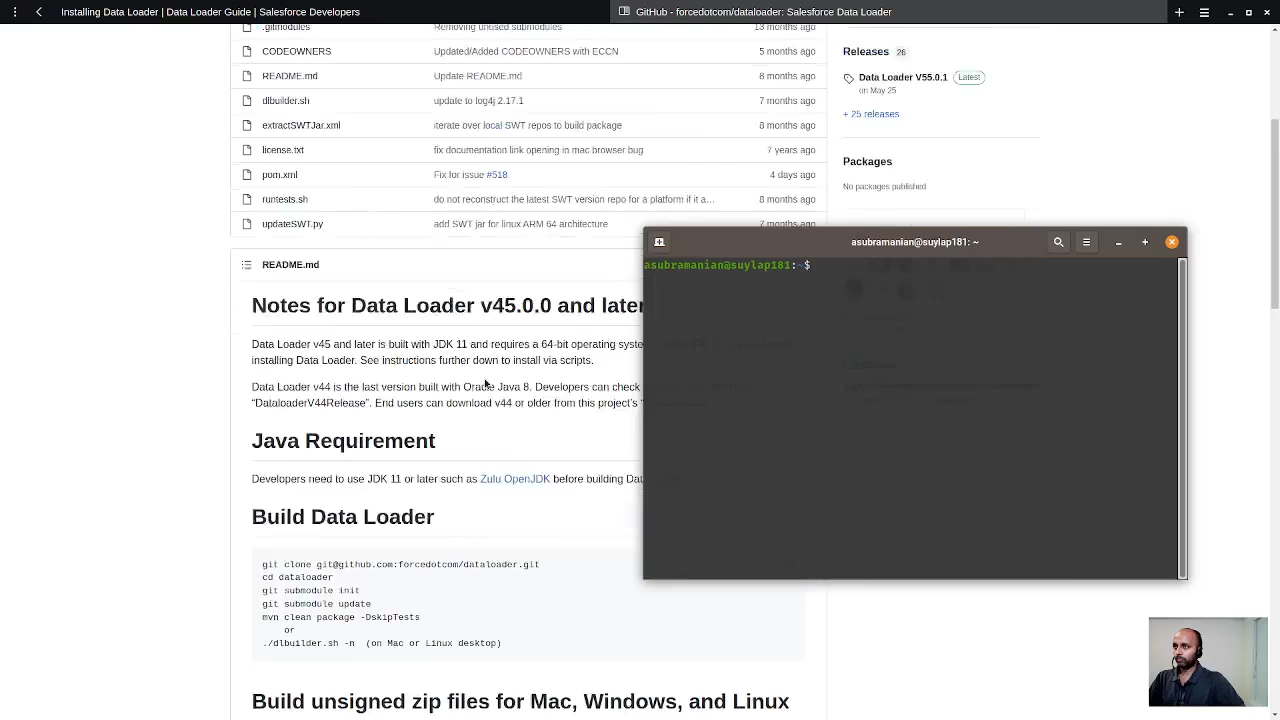 Installing Data Loader | Data Loader Guide | Salesforce Developers
GitHub - forcedotcom/dataloader: Salesforce Data Loader
.gitmodules Removing unused submodules 13 months ago
CODEOWNERS Updated/Added CODEOWNERS with ECCN 5 months ago
README.md Update README.md 8 months ago
dlbuilder.sh update to log4j 2.17.1 7 months ago
extractSWTJar.xml iterate over local SWT repos to build package 8 months ago
license.txt fix documentation link opening in mac browser bug 7 years ago
pom.xml Fix for issue #518 4 days ago
runtests.sh do not reconstruct the latest SWT version repo for a platform if it a… 8 months ago
updateSWT.py add SWT jar for linux ARM 64 architecture 7 months ago
README.md
Notes for Data Loader v45.0.0 and later
Data Loader v45 and later is built with JDK 11 and requires a 64-bit operating syste
installing Data Loader. See instructions further down to install via scripts.
Data Loader v44 is the last version built with Oracle Java 8. Developers can check
“DataloaderV44Release”. End users can download v44 or older from this project's “
Java Requirement
Developers need to use JDK 11 or later such as Zulu OpenJDK before building Dat
Build Data Loader
git clone git@github.com:forcedotcom/dataloader.git
cd dataloader
git submodule init
git submodule update
mvn clean package -DskipTests
or
./dlbuilder.sh -n (on Mac or Linux desktop)
Build unsigned zip files for Mac, Windows, and Linux
Releases 26
Data Loader V55.0.1 Latest
on May 25
+ 25 releases
Packages
No packages published
asubramanian@suylap181: ~
asubramanian@suylap181:~$